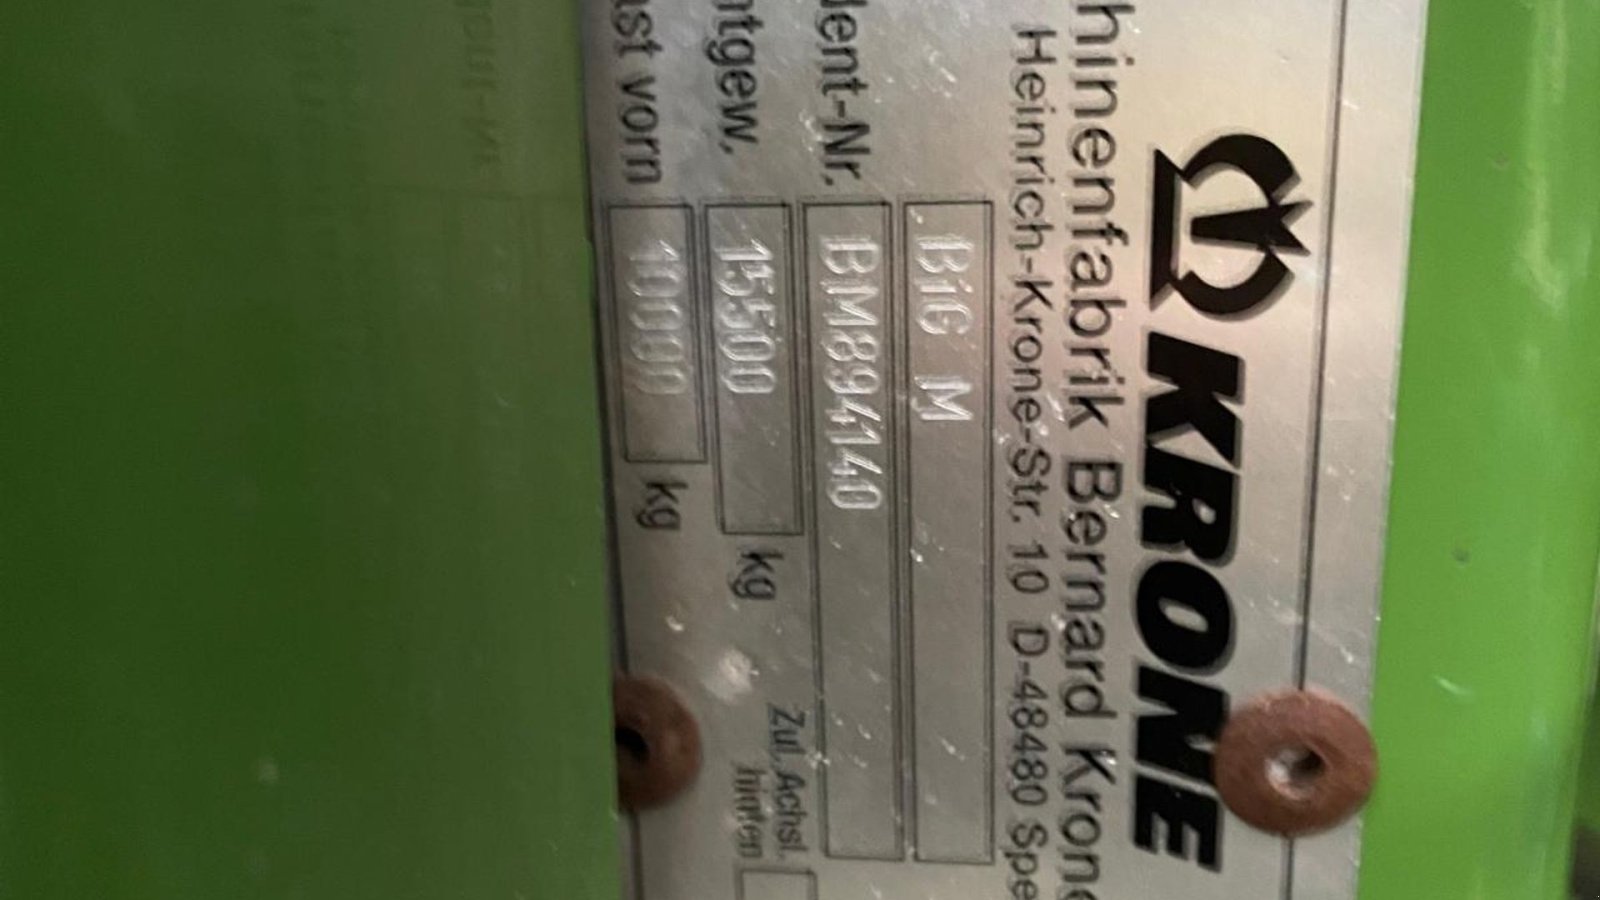 KRONE
hinenfabrik Bernard Krone
Heinrich-Krone-Str. 10 D-48480 Spe
BiG M
dent-Nr. BM894140
ntgew. 15500 kg
ast vorn 10000 kg
Zul. Achsl.
hinten